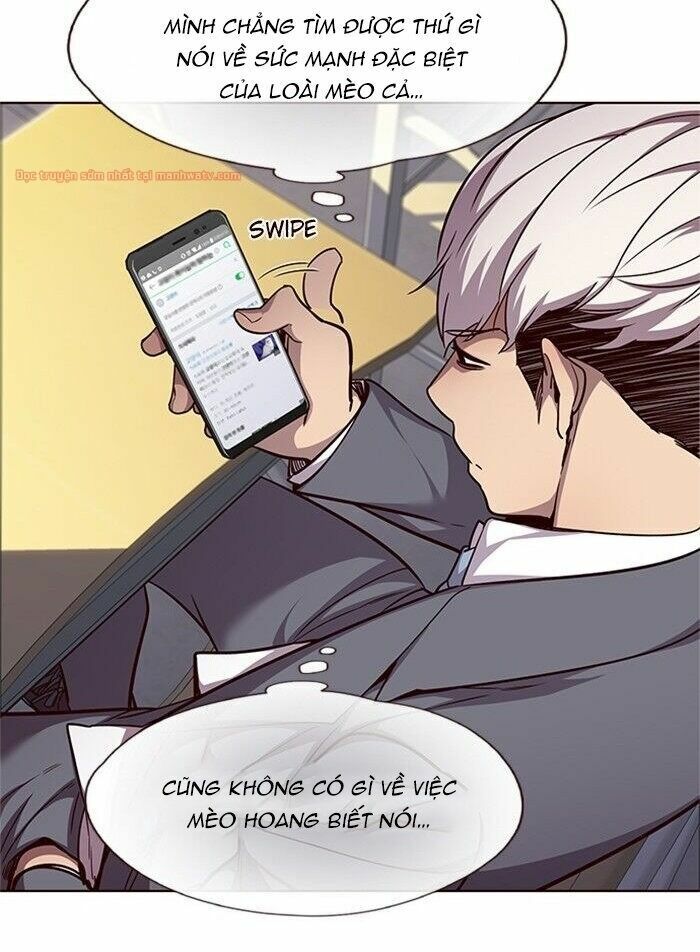 MÌNH CHẲNG TÌM ĐƯỢC THỨ GÌ
NÓI VỀ SỨC MẠNH ĐẶC BIỆT
CỦA LOÀI MÈO CẢ...
Đọc truyện sớm nhất tại manhwatv.com
SWIPE
CŨNG KHÔNG CÓ GÌ VỀ VIỆC
MÈO HOANG BIẾT NÓI...